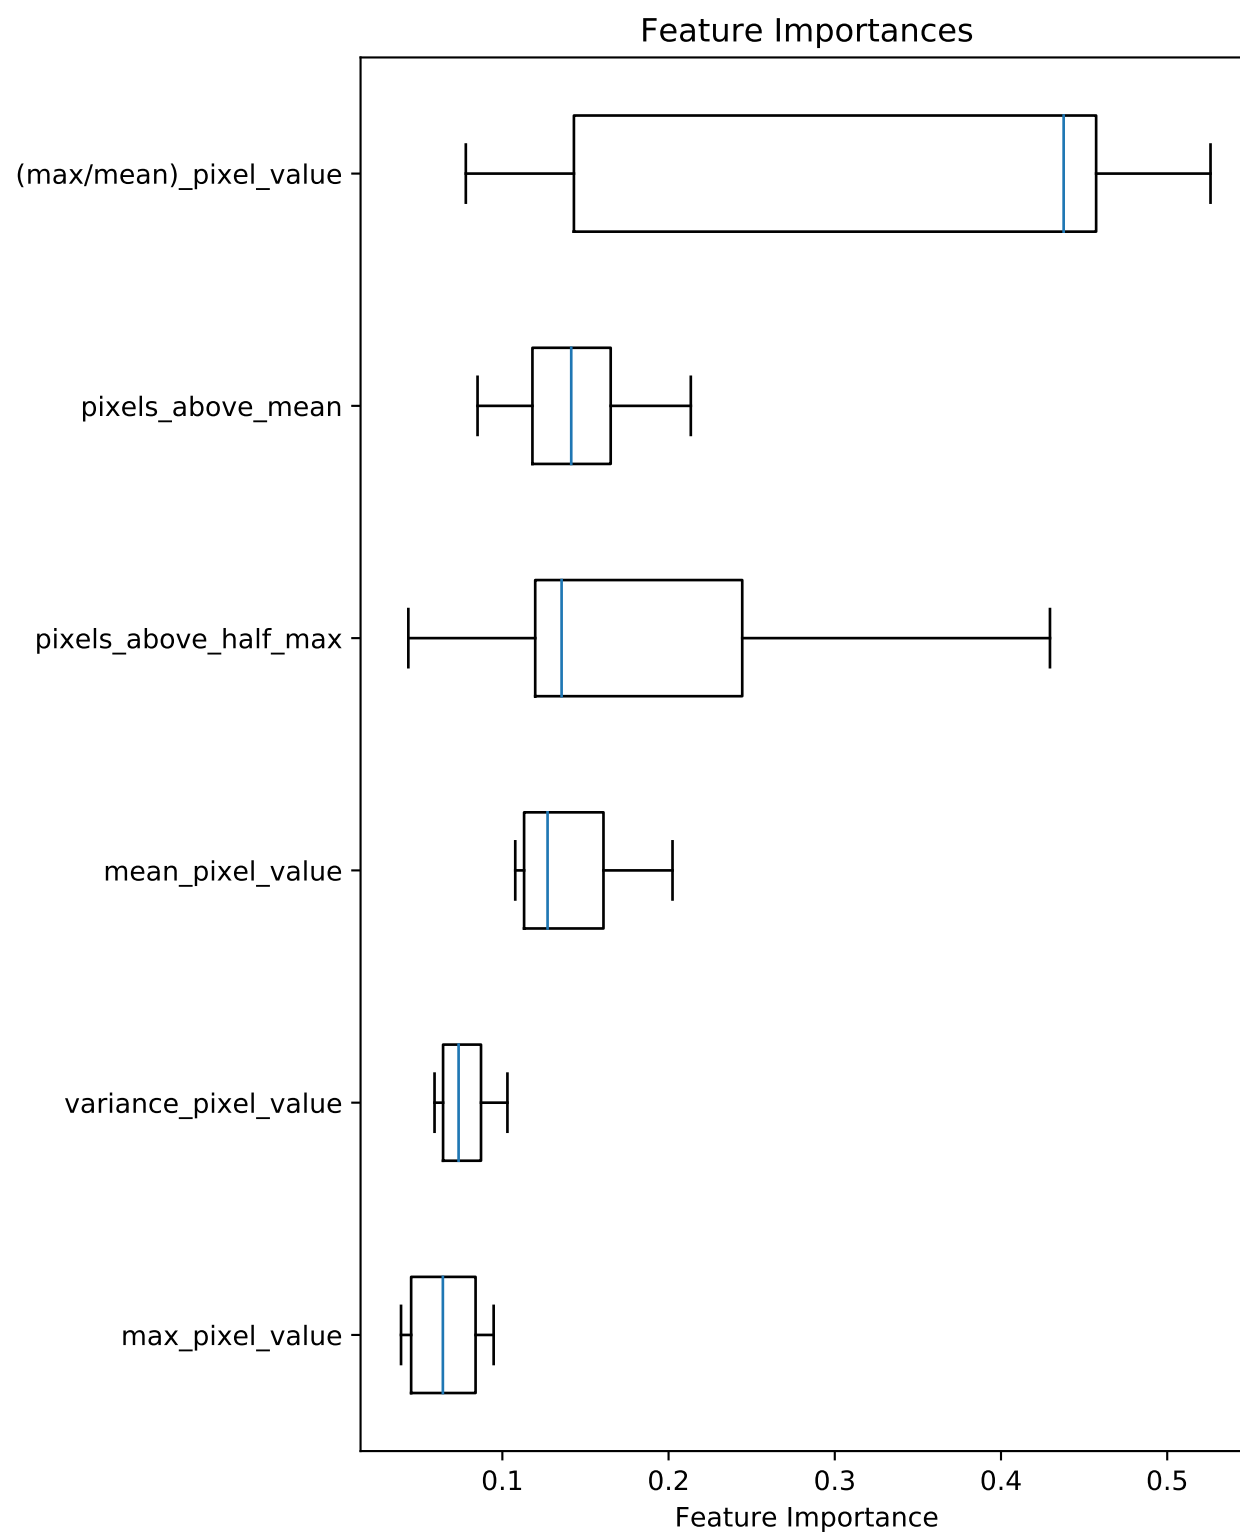 Feature Importances
(max/mean)_pixel_value
pixels_above_mean
pixels_above_half_max
mean_pixel_value
variance_pixel_value
max_pixel_value
0.1 0.2 0.3 0.4 0.5
Feature Importance